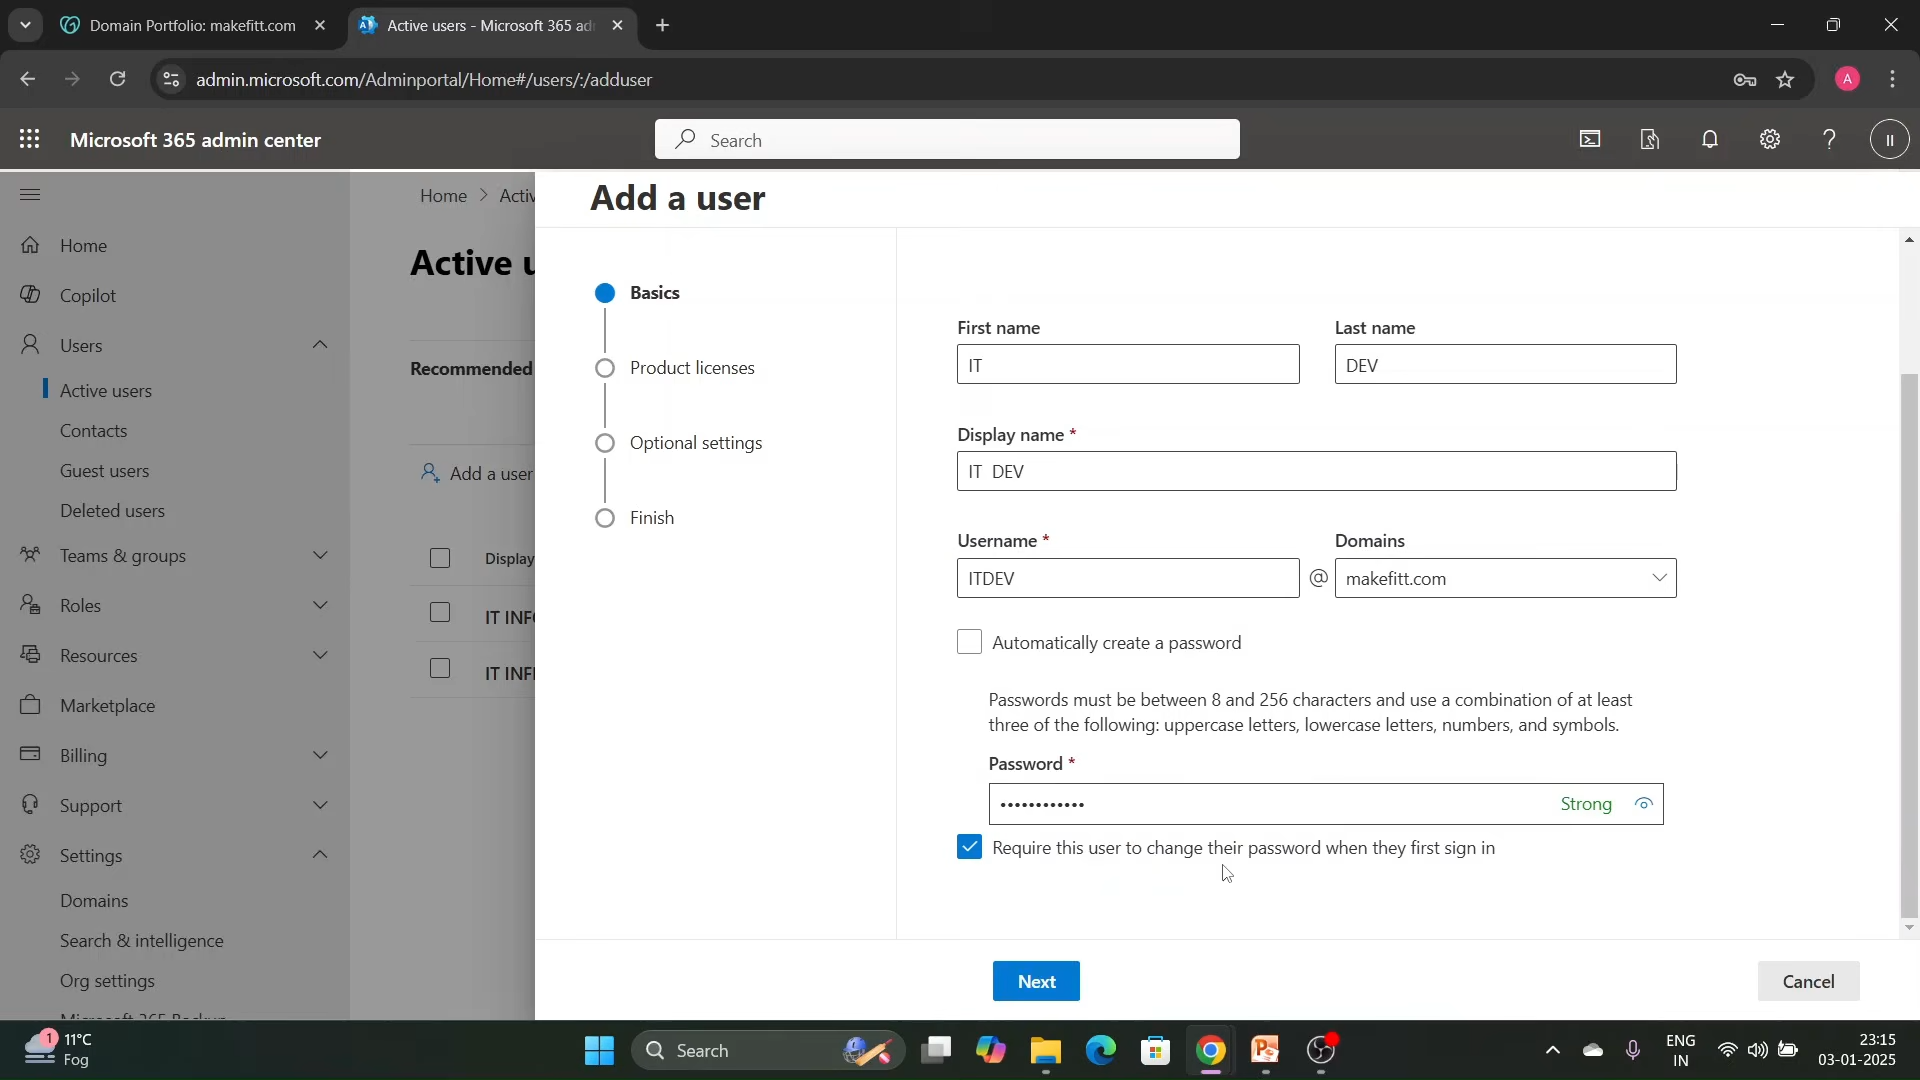 Domain Portfolio: makefitt.com
Active users - Microsoft 365 ad
admin.microsoft.com/Adminportal/Home#/users/:/adduser
A
Microsoft 365 admin center
Search
II
Home
Copilot
Users
Active users
Contacts
Guest users
Deleted users
Teams & groups
Roles
Resources
Marketplace
Billing
Support
Settings
Domains
Search & intelligence
Org settings
Home > Activ
Active u
Recommended
Add a user
Display
IT INFO
IT INF
Add a user
Basics
Product licenses
Optional settings
Finish
First name
Last name
IT
DEV
Display name *
IT DEV
Username *
Domains
ITDEV
@
makefitt.com
Automatically create a password
Passwords must be between 8 and 256 characters and use a combination of at least
three of the following: uppercase letters, lowercase letters, numbers, and symbols.
Password *
••••••••••••
Strong
Require this user to change their password when they first sign in
Next
Cancel
1
11°C
Fog
Search
ENG
IN
23:15
03-01-2025